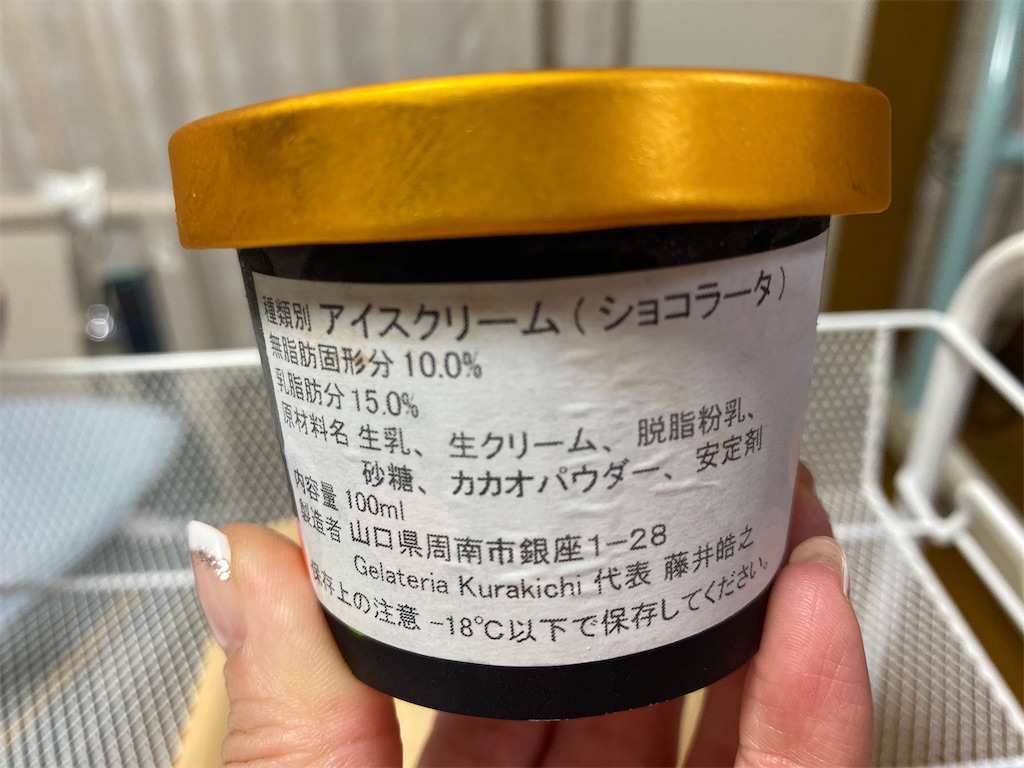 種類別 アイスクリーム(ショコラータ)
無脂肪固形分 10.0%
乳脂肪分 15.0%
原材料名 生乳、生クリーム、脱脂粉乳、
砂糖、カカオパウダー、安定剤
内容量 100ml
製造者 山口県周南市銀座1-28
Gelateria Kurakichi 代表 藤井皓之
保存上の注意 -18℃以下で保存してください。